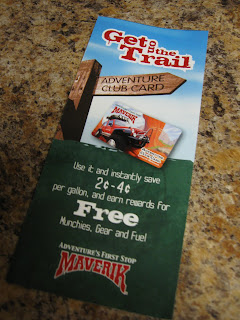 Get on the
Trail
ADVENTURE
CLUB CARD
MAVERIK
Use it and instantly save
2¢-4¢
per gallon, and earn rewards for
Free
Munchies, Gear and Fuel
ADVENTURE'S FIRST STOP
MAVERIK